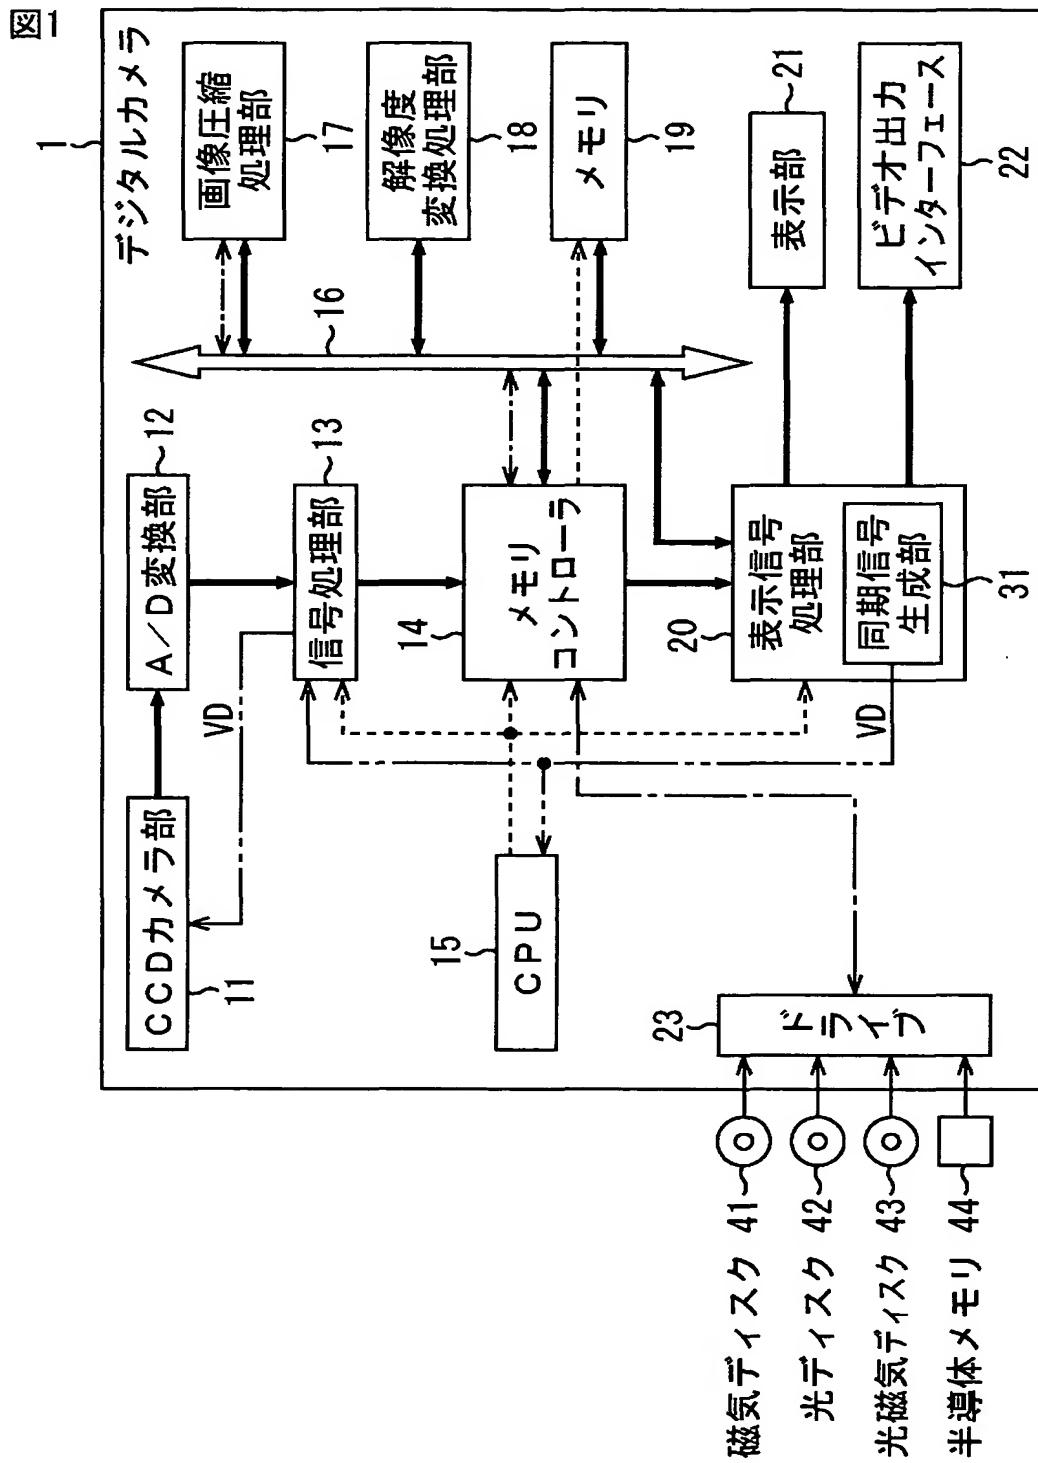 図1
1
デジタルカメラ
CCDカメラ部
11
A/D変換部
12
VD
信号処理部
13
画像圧縮
処理部
17
解像度
変換処理部
18
メモリ
19
16
メモリ
コントローラ
14
CPU
15
VD
表示信号
処理部
20
同期信号
生成部
31
表示部
21
ビデオ出力
インターフェース
22
ドライブ
23
磁気ディスク 41
光ディスク 42
光磁気ディスク 43
半導体メモリ 44